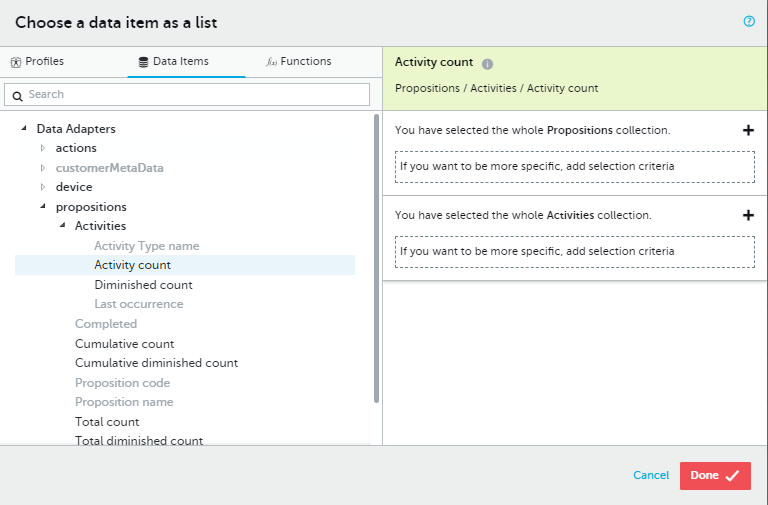 Choose a data item as a list
Profiles
Data Items
f(x) Functions
Search
Data Adapters
actions
customerMetaData
device
propositions
Activities
Activity Type name
Activity count
Diminished count
Last occurrence
Completed
Cumulative count
Cumulative diminished count
Proposition code
Proposition name
Total count
Total diminished count
Activity count
Propositions / Activities / Activity count
You have selected the whole Propositions collection.
If you want to be more specific, add selection criteria
You have selected the whole Activities collection.
If you want to be more specific, add selection criteria
Cancel
Done